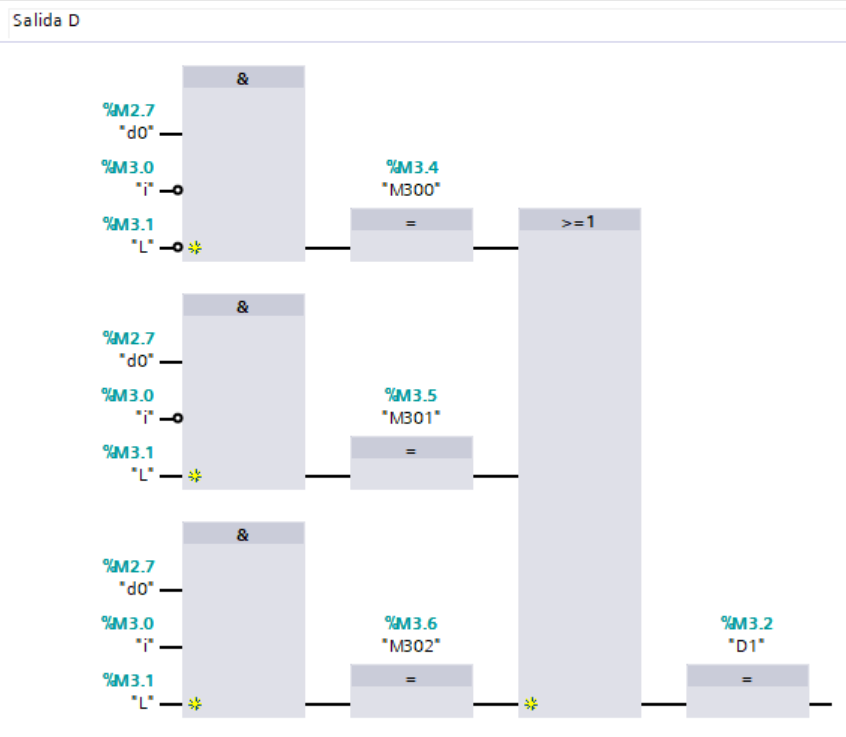 Salida D
&
%M2.7
"d0"
%M3.0
"i"
%M3.1
"L"
%M3.4
"M300"
=
>=1
&
%M2.7
"d0"
%M3.0
"i"
%M3.1
"L"
%M3.5
"M301"
=
&
%M2.7
"d0"
%M3.0
"i"
%M3.1
"L"
%M3.6
"M302"
=
%M3.2
"D1"
=